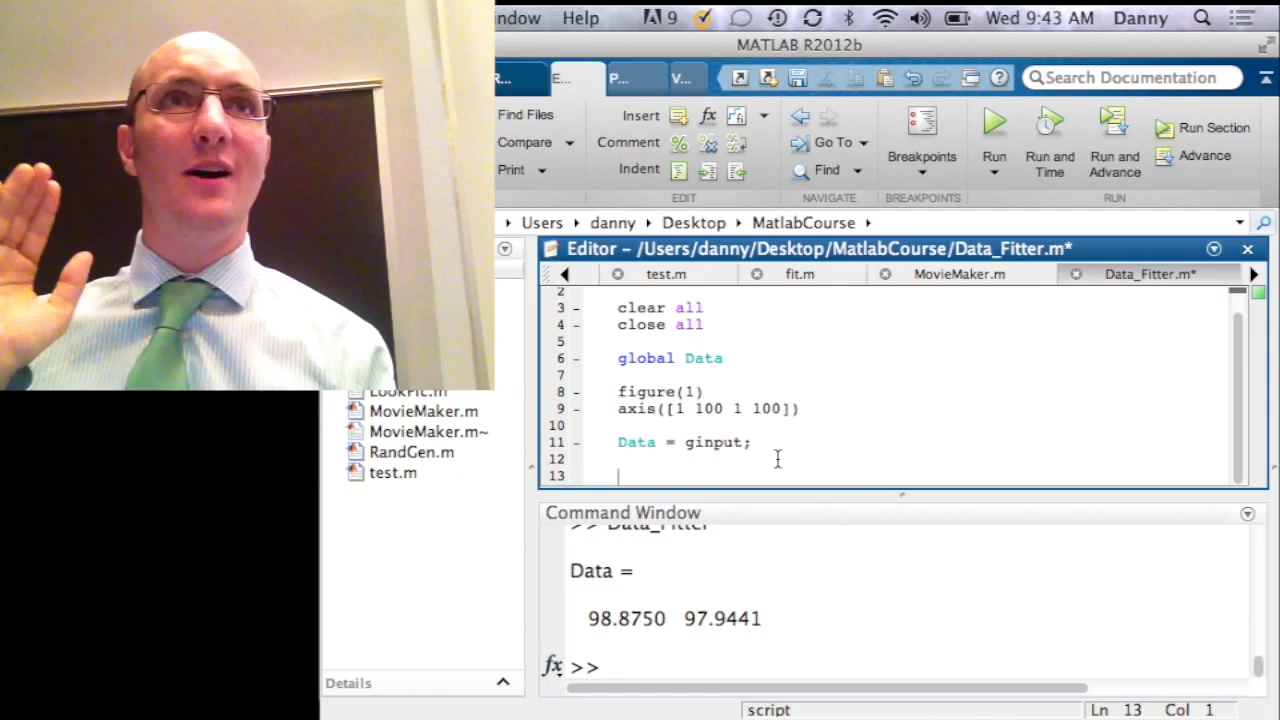 ndow Help 9 Wed 9:43 AM Danny
MATLAB R2012b
R... E... P... V... Search Documentation
Find Files Insert fx Run Section
Compare Comment Go To Breakpoints Run Run and Time Run and Advance Advance
Print Indent Find
EDIT NAVIGATE BREAKPOINTS RUN
Users danny Desktop MatlabCourse
Editor – /Users/danny/Desktop/MatlabCourse/Data_Fitter.m*
test.m fit.m MovieMaker.m Data_Fitter.m*
2
3 - clear all
4 - close all
5
6 - global Data
7
8 - figure(1)
9 - axis([1 100 1 100])
10
11 - Data = ginput;
12
13
LookPic.m
MovieMaker.m
MovieMaker.m~
RandGen.m
test.m
Details
Command Window
>> Data_Fitter
Data =
98.8750 97.9441
fx >>
script Ln 13 Col 1